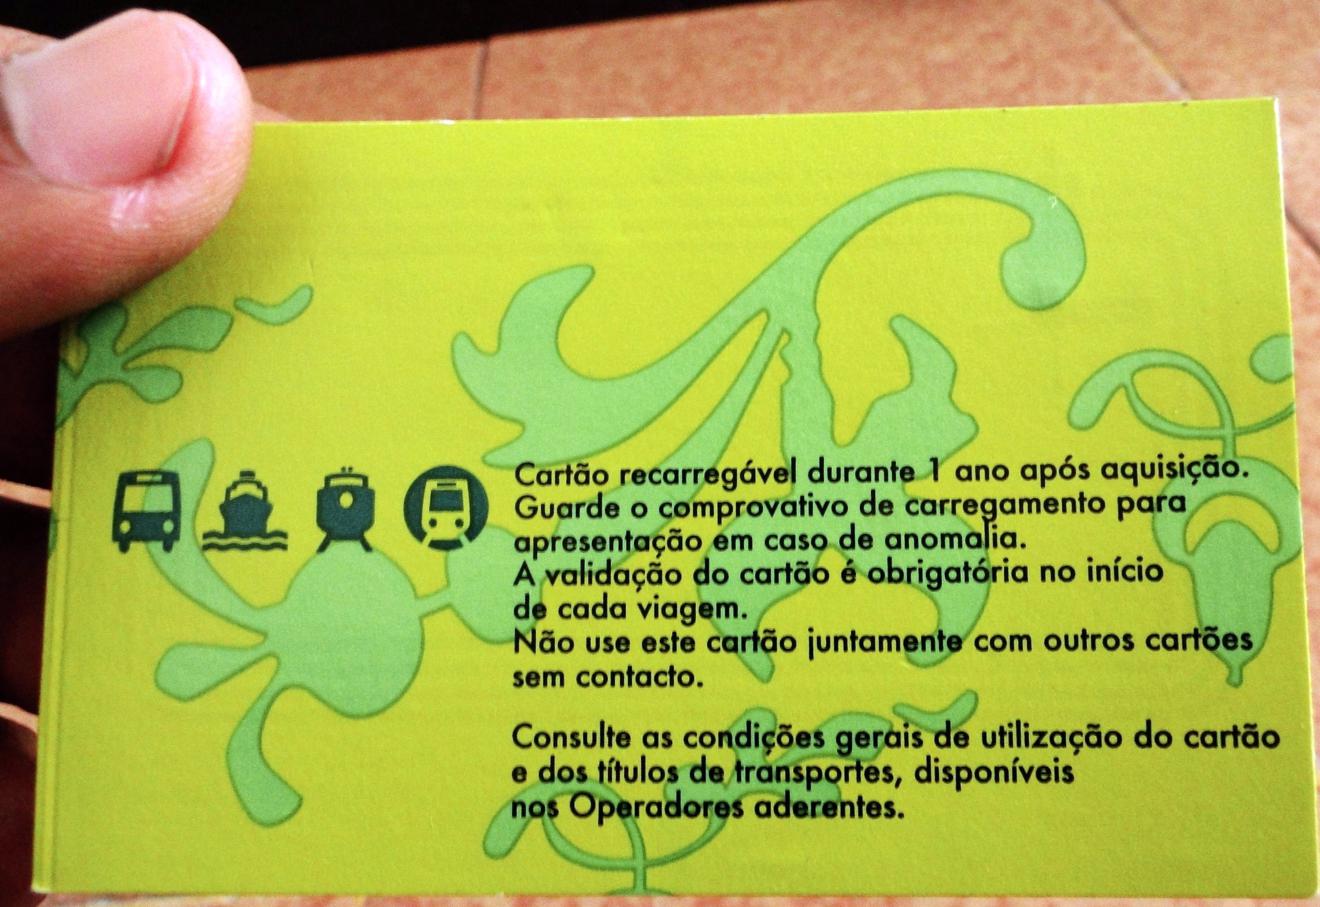 Cartão recarregável durante 1 ano após aquisição.
Guarde o comprovativo de carregamento para
apresentação em caso de anomalia.
A validação do cartão é obrigatória no início
de cada viagem.
Não use este cartão juntamente com outros cartões
sem contacto.
Consulte as condições gerais de utilização do cartão
e dos títulos de transportes, disponíveis
nos Operadores aderentes.